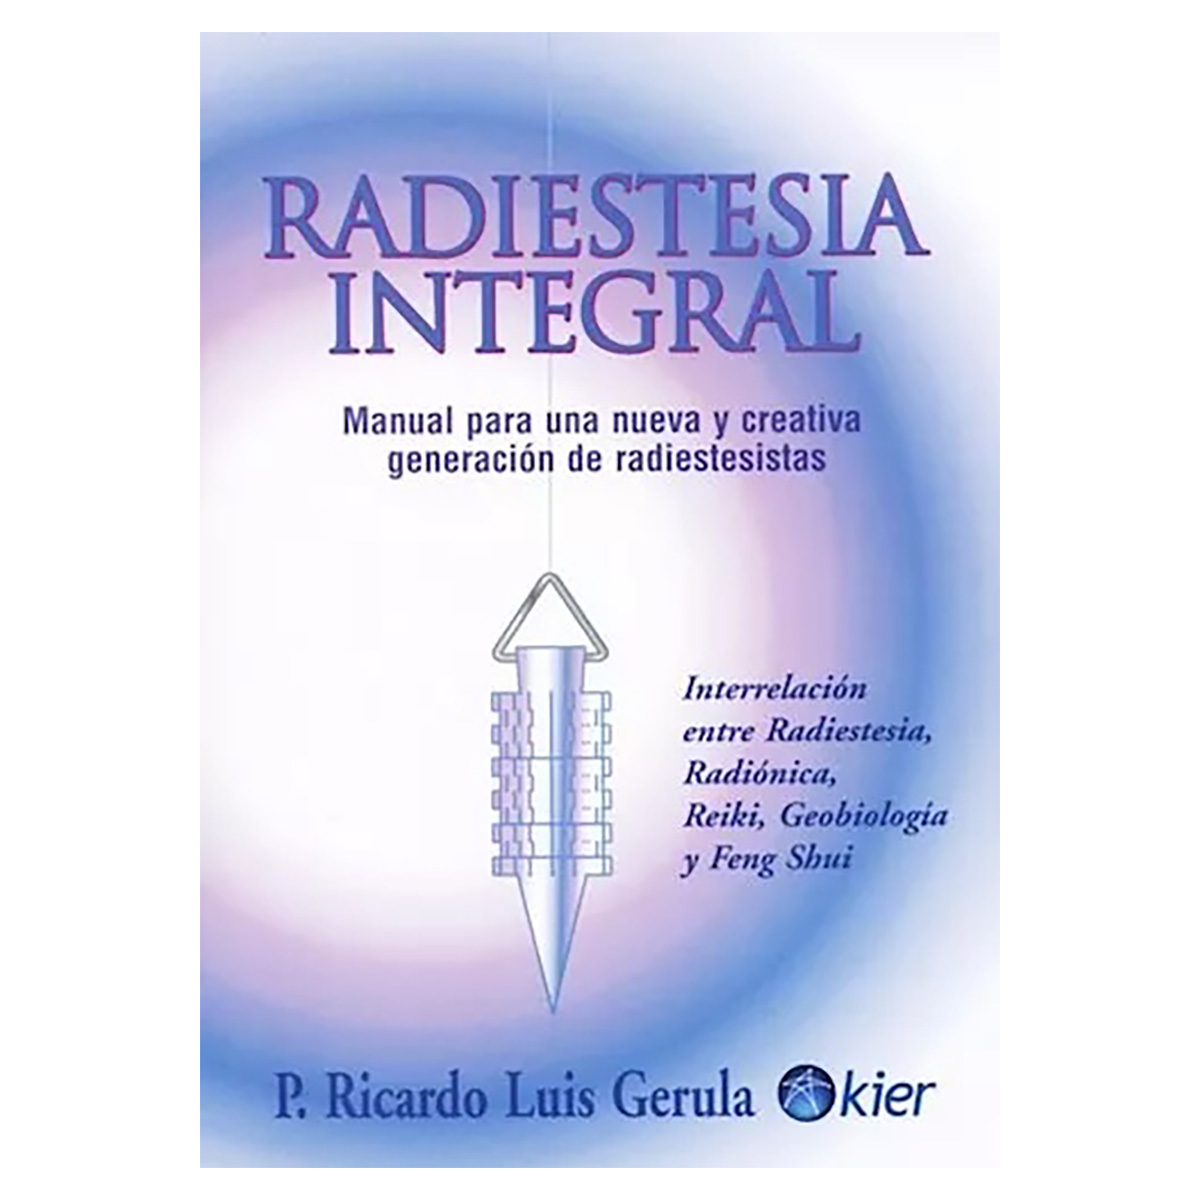 RADIESTESIA
INTEGRAL
Manual para una nueva y creativa
generación de radiestesistas
Interrelación
entre Radiestesia,
Radiónica,
Reiki, Geobiología
y Feng Shui
P. Ricardo Luis Gerula kier